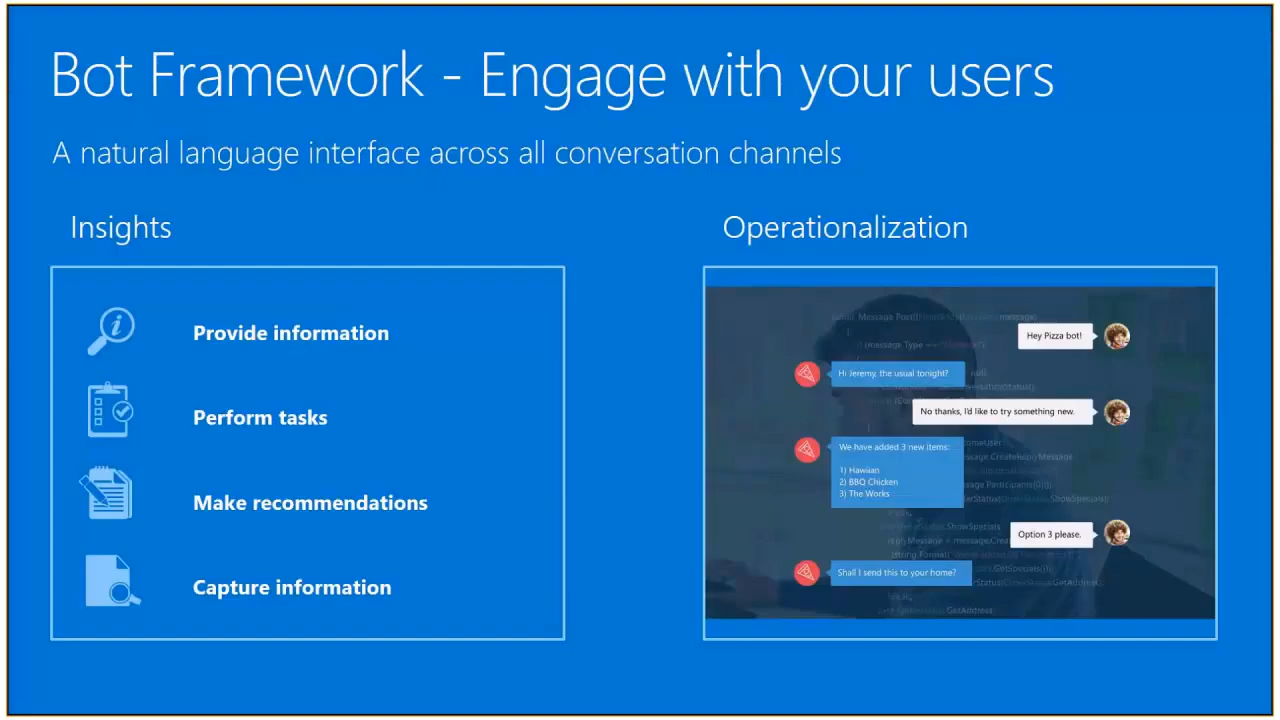 Bot Framework - Engage with your users
A natural language interface across all conversation channels
Insights
Provide information
Perform tasks
Make recommendations
Capture information
Operationalization
Hey Pizza bot!
Hi Jeremy, the usual tonight?
No thanks, I'd like to try something new.
We have added 3 new items:
1) Hawiian
2) BBQ Chicken
3) The Works
Option 3 please.
Shall I send this to your home?